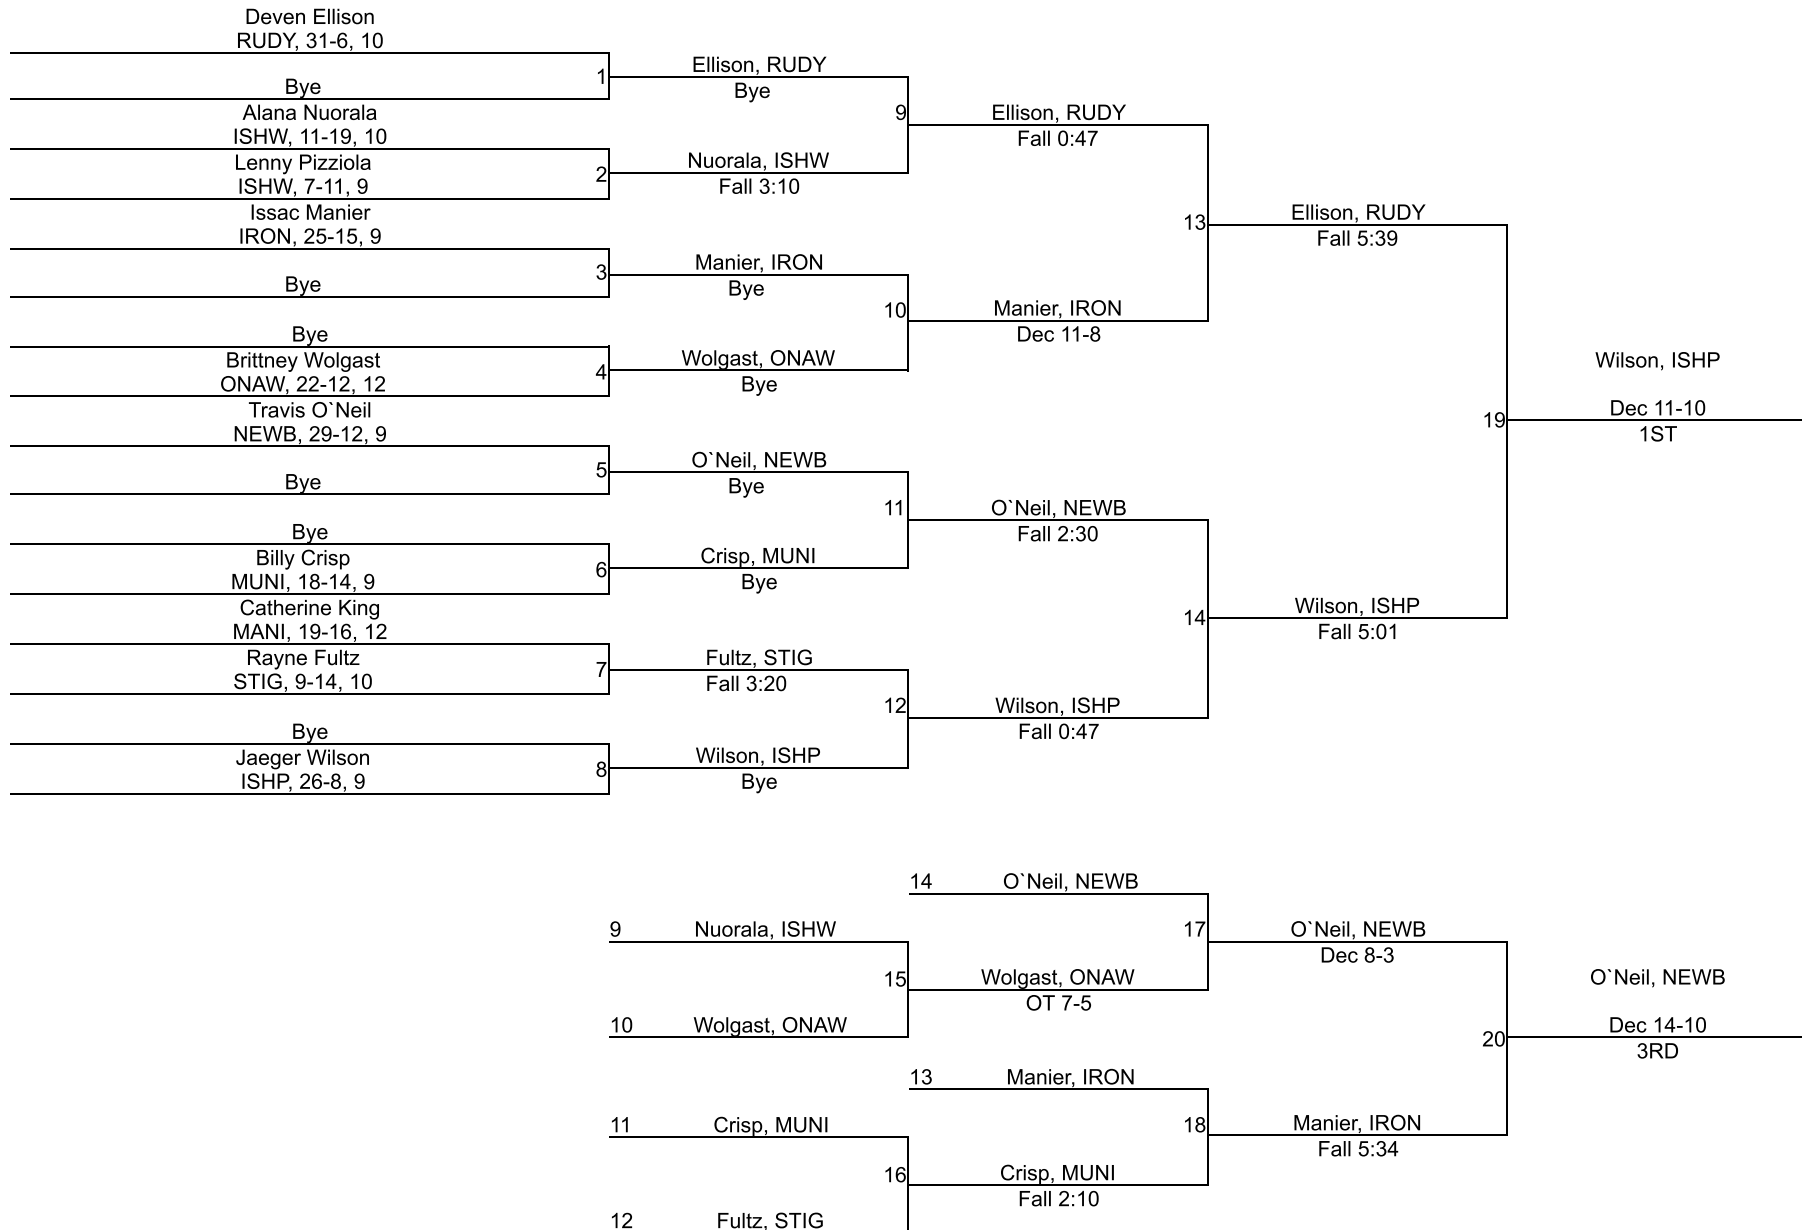 Deven Ellison
RUDY, 31-6, 10
Bye
1
Alana Nuorala
ISHW, 11-19, 10
Lenny Pizziola
ISHW, 7-11, 9
2
Issac Manier
IRON, 25-15, 9
Bye
3
Bye
Brittney Wolgast
ONAW, 22-12, 12
4
Travis O`Neil
NEWB, 29-12, 9
Bye
5
Bye
Billy Crisp
MUNI, 18-14, 9
6
Catherine King
MANI, 19-16, 12
Rayne Fultz
STIG, 9-14, 10
7
Bye
Jaeger Wilson
ISHP, 26-8, 9
8
Ellison, RUDY
Bye
9
Nuorala, ISHW
Fall 3:10
Manier, IRON
Bye
10
Wolgast, ONAW
Bye
O`Neil, NEWB
Bye
11
Crisp, MUNI
Bye
Fultz, STIG
Fall 3:20
12
Wilson, ISHP
Bye
Ellison, RUDY
Fall 0:47
13
Manier, IRON
Dec 11-8
O`Neil, NEWB
Fall 2:30
14
Wilson, ISHP
Fall 0:47
Ellison, RUDY
Fall 5:39
19
Wilson, ISHP
Fall 5:01
Wilson, ISHP
Dec 11-10
1ST
9
Nuorala, ISHW
15
10
Wolgast, ONAW
11
Crisp, MUNI
16
12
Fultz, STIG
14
O`Neil, NEWB
17
Wolgast, ONAW
OT 7-5
13
Manier, IRON
18
Crisp, MUNI
Fall 2:10
O`Neil, NEWB
Dec 8-3
20
Manier, IRON
Fall 5:34
O`Neil, NEWB
Dec 14-10
3RD